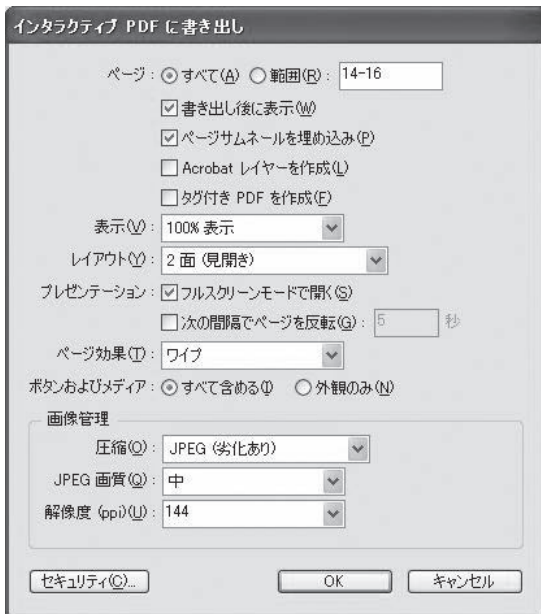 インタラクティブ PDF に書き出し
ページ : すべて(A) 範囲(R) : 14-16
書き出し後に表示(W)
ページサムネールを埋め込み(P)
Acrobat レイヤーを作成(L)
タグ付き PDF を作成(F)
表示(V) : 100% 表示
レイアウト(Y) : 2 面 (見開き)
プレゼンテーション : フルスクリーンモードで開く(S)
次の間隔でページを反転(G) : 5 秒
ページ効果(T) : ワイプ
ボタンおよびメディア : すべて含める(I) 外観のみ(N)
画像管理
圧縮(O) : JPEG (劣化あり)
JPEG 画質(Q) : 中
解像度 (ppi)(U) : 144
セキュリティ(C)... OK キャンセル